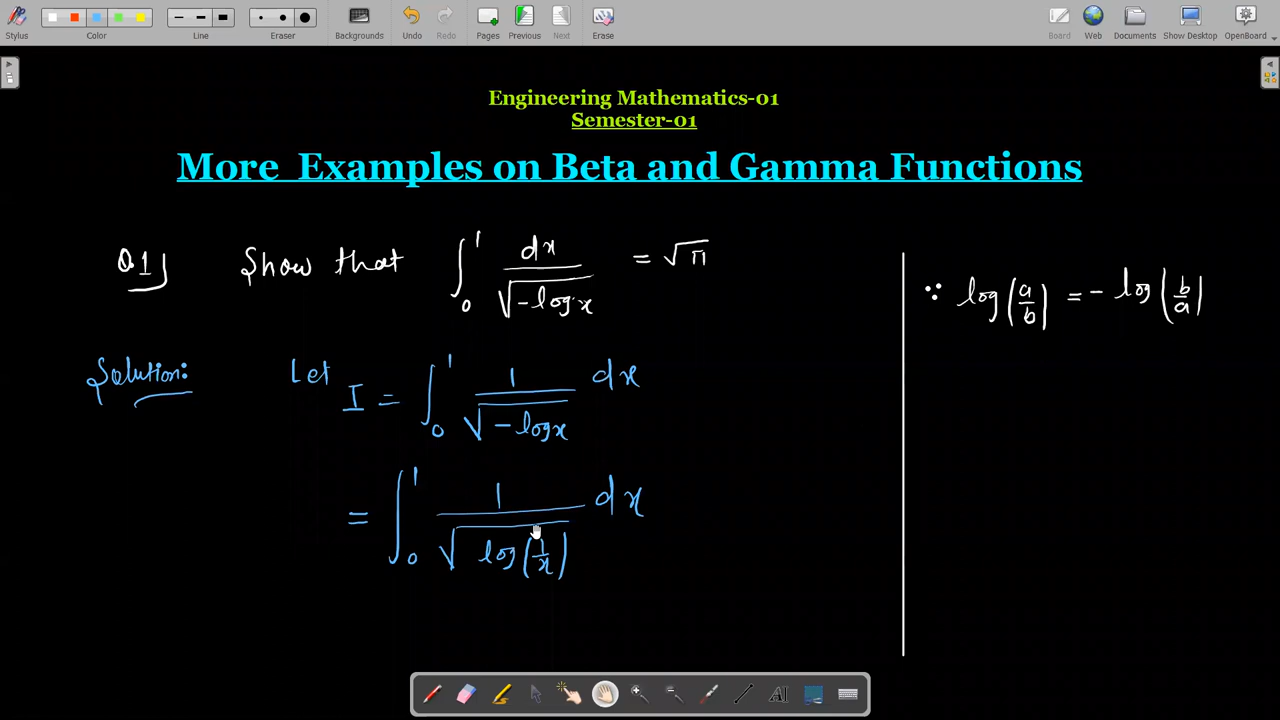 Stylus Color Line Eraser Backgrounds Undo Redo Pages Previous Next Erase Board Web Documents Show Desktop OpenBoard
Engineering Mathematics-01
Semester-01
More Examples on Beta and Gamma Functions
Q.1) Show that ∫₀¹ dx/√(-log x) = √π
∵ log(a/b) = - log(b/a)
Solution: Let I = ∫₀¹ 1/√(-log x) dx
= ∫₀¹ 1/√(log(1/x)) dx
AI